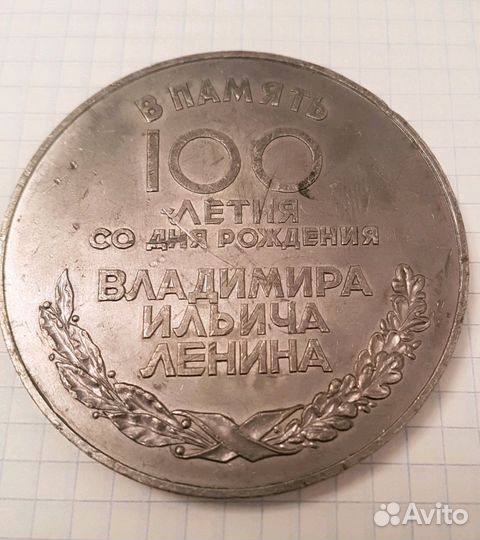 В ПАМЯТЬ
100
ЛЕТИЯ
СО ДНЯ РОЖДЕНИЯ
ВЛАДИМИРА
ИЛЬИЧА
ЛЕНИНА
Avito